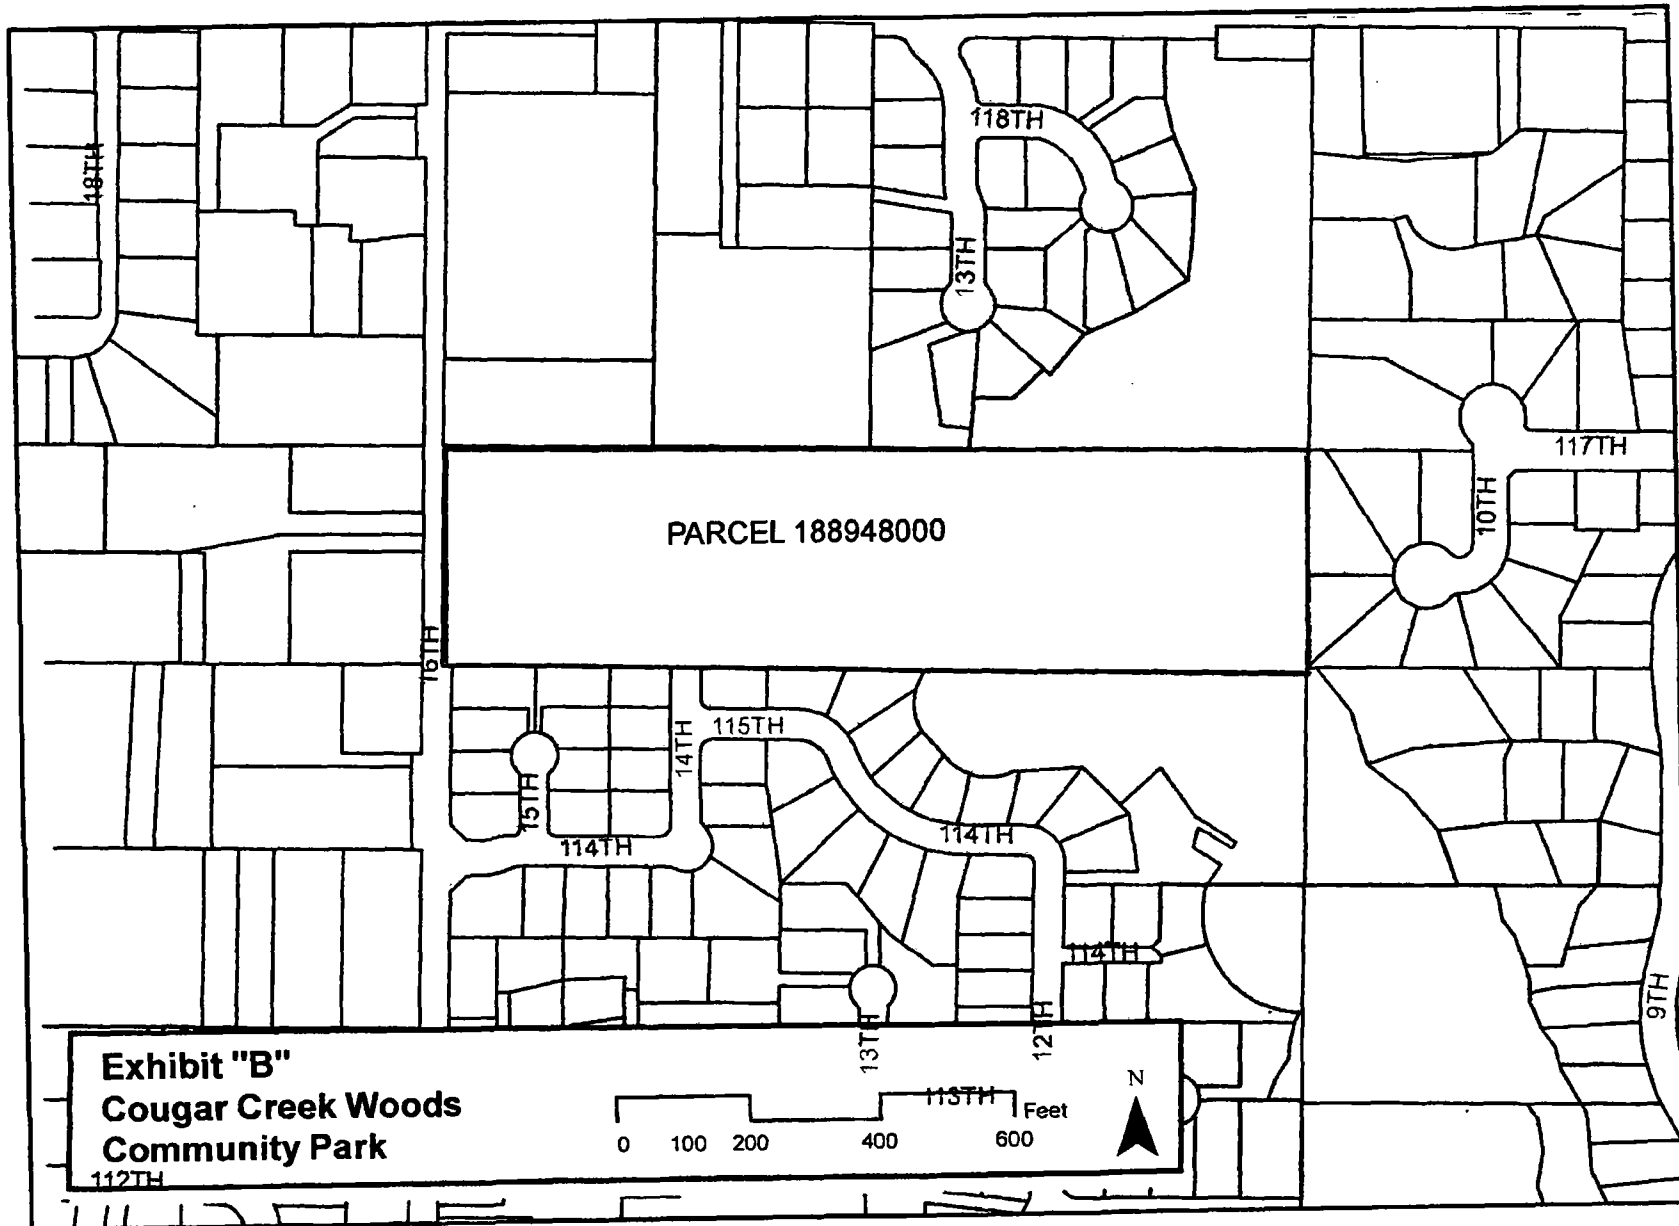 118TH
18TH
13TH
117TH
10TH
PARCEL 188948000
16TH
115TH
14TH
15TH
114TH
114TH
114TH
9TH
13TH
12TH
Exhibit "B"
Cougar Creek Woods
Community Park
113TH
Feet
0 100 200 400 600
N
112TH